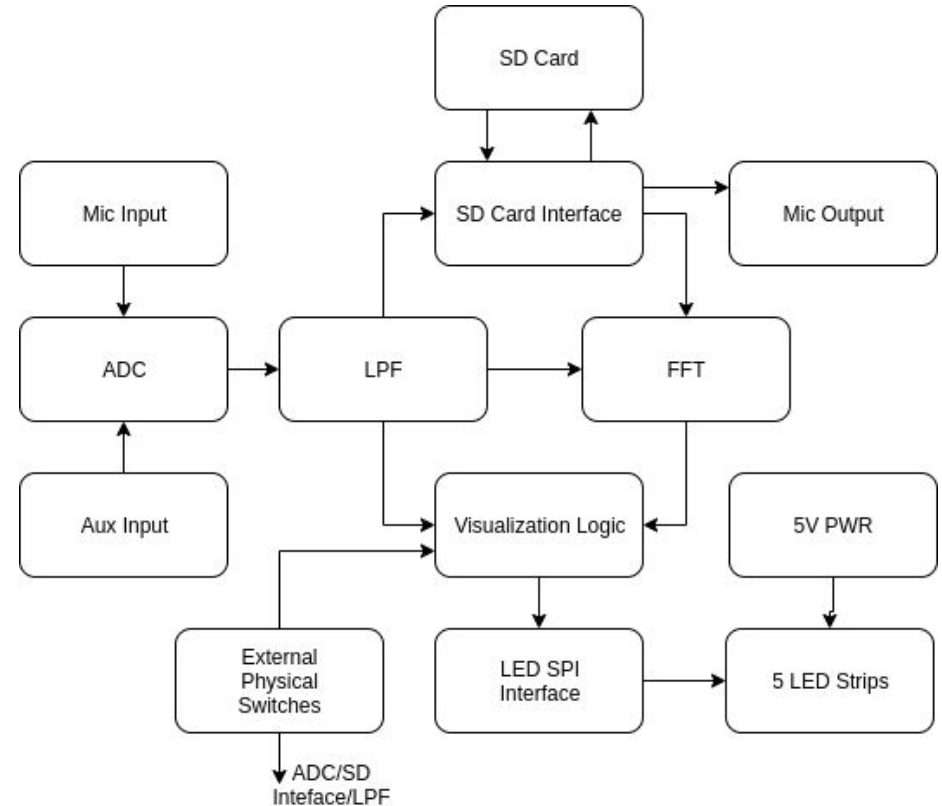 SD Card
Mic Input
SD Card Interface
Mic Output
ADC
LPF
FFT
Aux Input
Visualization Logic
5V PWR
External
Physical
Switches
LED SPI
Interface
5 LED Strips
ADC/SD
Inteface/LPF